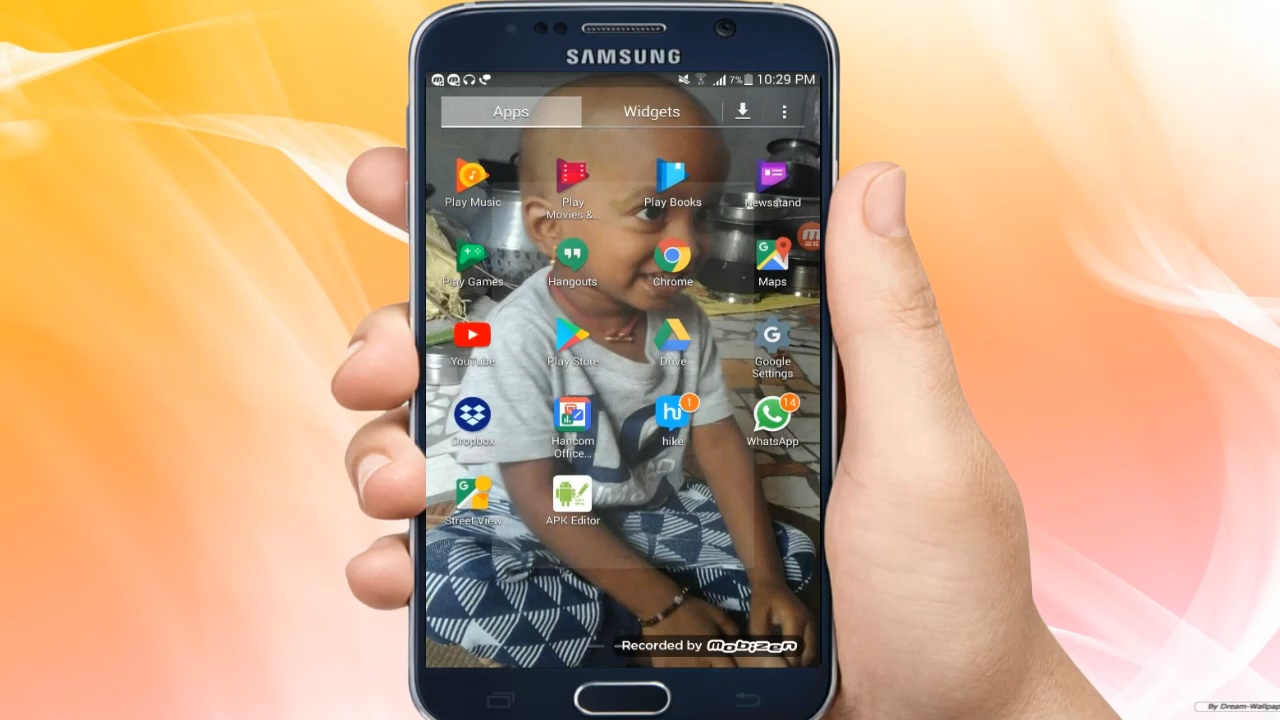 SAMSUNG
7% 10:29 PM
Apps Widgets
Play Music Play Movies &... Play Books Newsstand
Play Games Hangouts Chrome Maps
YouTube Play Store Drive Google Settings
1 14
Dropbox Hancom Office... hike WhatsApp
Street View APK Editor
Recorded by Mobizen
By Dream-Wallpap